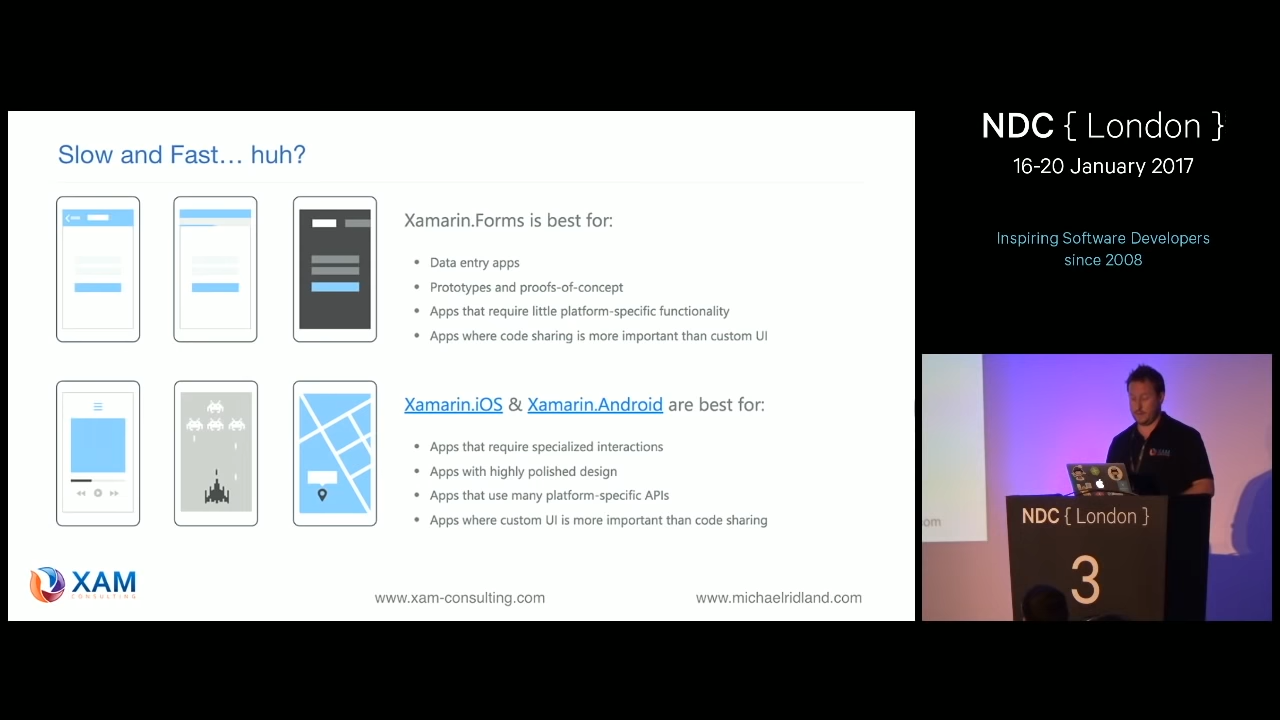 Slow and Fast... huh?
Xamarin.Forms is best for:
• Data entry apps
• Prototypes and proofs-of-concept
• Apps that require little platform-specific functionality
• Apps where code sharing is more important than custom UI
Xamarin.iOS & Xamarin.Android are best for:
• Apps that require specialized interactions
• Apps with highly polished design
• Apps that use many platform-specific APIs
• Apps where custom UI is more important than code sharing
XAM
CONSULTING
www.xam-consulting.com
www.michaelridland.com
NDC { London }
16-20 January 2017
Inspiring Software Developers
since 2008
XAM
om
NDC { London }
3